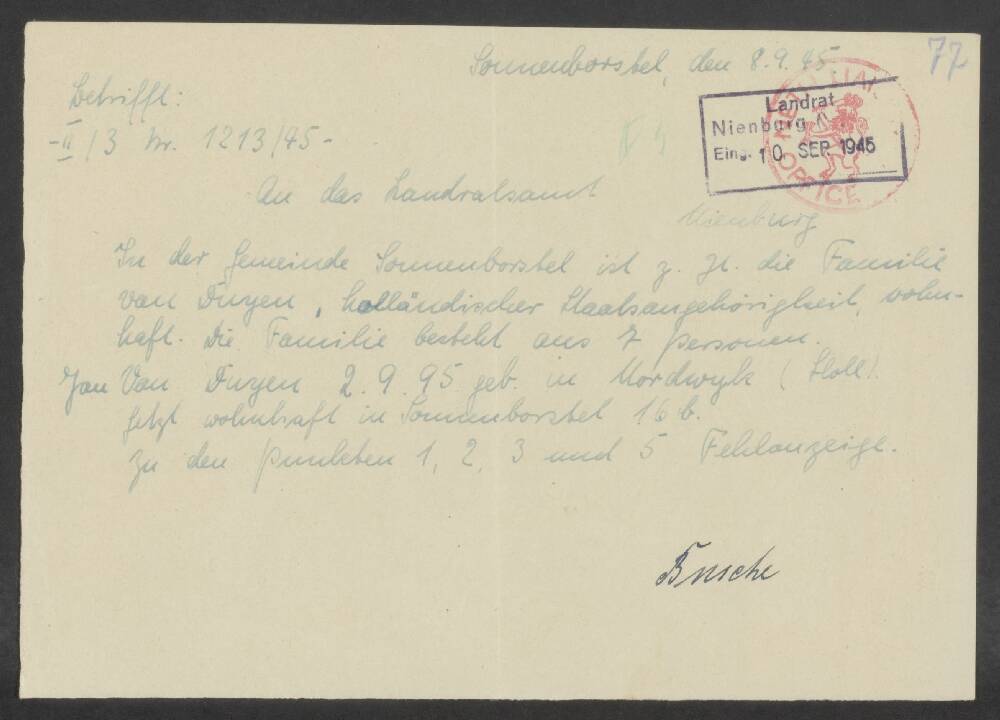 77
Sonnenborstel, den 8.9.45
Betrifft:
Landrat
Nienburg
Eing. 10. SEP. 1945
OFFICE
-II/3 Nr. 1213/45-
An das Landratsamt
Nienburg
In der Gemeinde Sonnenborstel ist z. Zt. die Familie
van Duyen, holländischer Staatsangehörigkeit, wohn-
haft. Die Familie besteht aus 7 Personen.
Jan Van Duyen 2.9.95 geb. in Nordwyk (Holl).
Jetzt wohnhaft in Sonnenborstel 16b.
Zu den Punkten 1, 2, 3 und 5 Fehlanzeige.
Busche